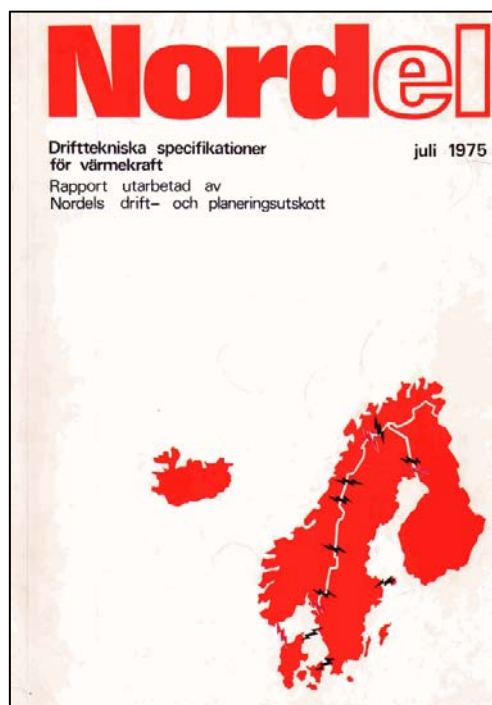 Nordel
Drifttekniska specifikationer
för värmekraft
juli 1975
Rapport utarbetad av
Nordels drift- och planeringsutskott